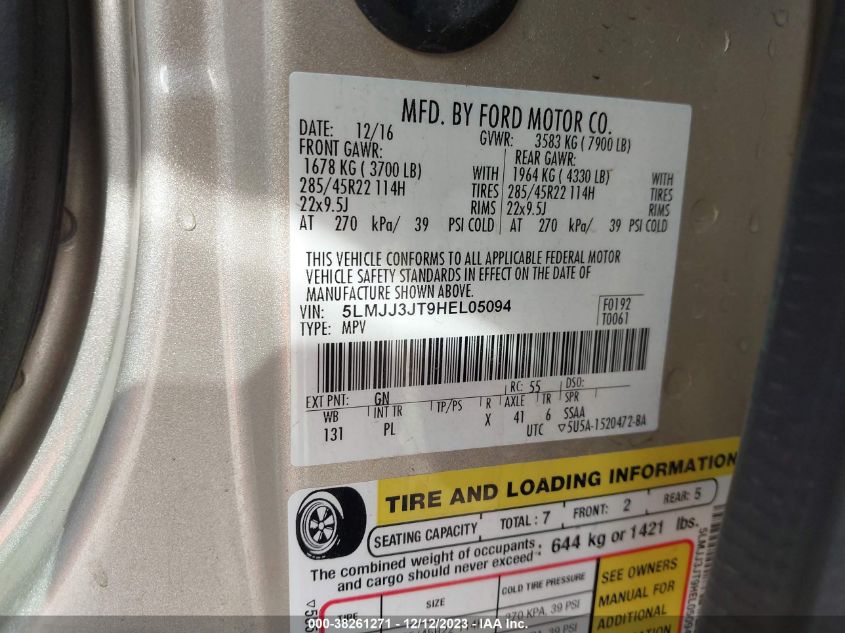 MFD. BY FORD MOTOR CO.
DATE: 12/16 GVWR: 3583 KG ( 7900 LB)
FRONT GAWR: REAR GAWR:
1678 KG ( 3700 LB) WITH 1964 KG ( 4330 LB) WITH
285/45R22 114H TIRES 285/45R22 114H TIRES
22x9.5J RIMS 22x9.5J RIMS
AT 270 kPa/ 39 PSI COLD AT 270 kPa/ 39 PSI COLD
THIS VEHICLE CONFORMS TO ALL APPLICABLE FEDERAL MOTOR
VEHICLE SAFETY STANDARDS IN EFFECT ON THE DATE OF
MANUFACTURE SHOWN ABOVE.
VIN: 5LMJJ3JT9HEL05094 F0192
TYPE: MPV T0061
EXT PNT: GN RC: 55 DSO:
WB INT TR TP/PS R AXLE TR SPR
131 PL X 41 6 SSAA
UTC ▽5U5A-1520472-BA
TIRE AND LOADING INFORMATION
SEATING CAPACITY TOTAL : 7 FRONT: 2 REAR: 5
The combined weight of occupants and cargo should never exceed : 644 kg or 1421 lbs.
SIZE COLD TIRE PRESSURE SEE OWNERS
MANUAL FOR
270 KPA, 39 PSI ADDITIONAL
5LMJJ3JT9HEL05094
000-38261271 - 12/12/2023 - IAA Inc.